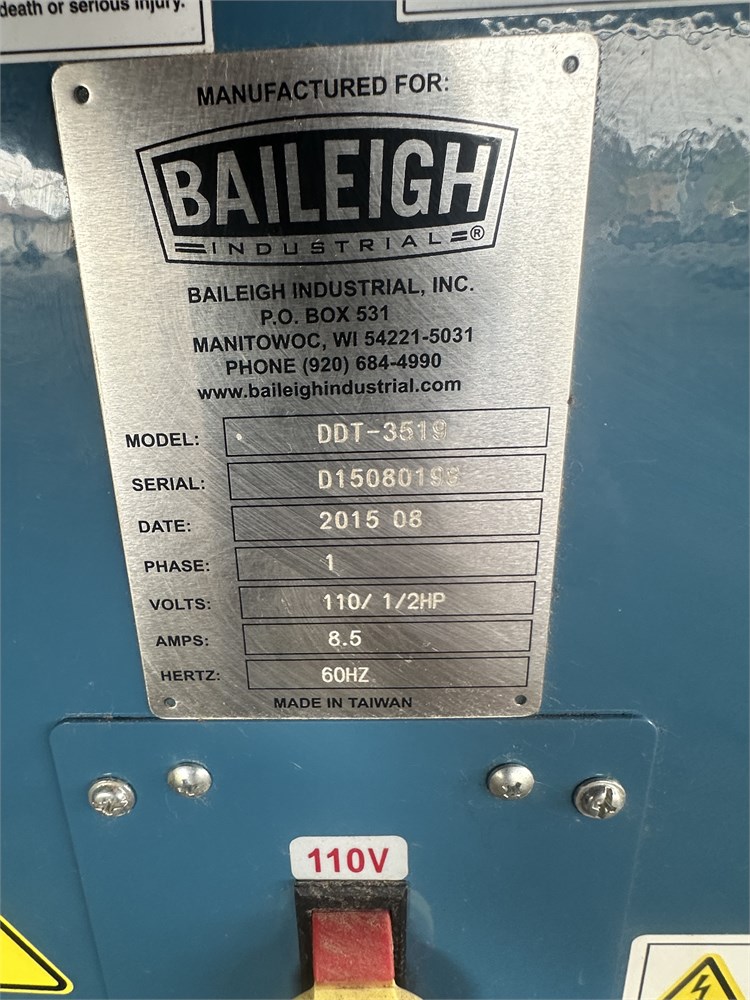 death or serious injury.
MANUFACTURED FOR:
BAILEIGH
INDUSTRIAL®
BAILEIGH INDUSTRIAL, INC.
P.O. BOX 531
MANITOWOC, WI 54221-5031
PHONE (920) 684-4990
www.baileighindustrial.com
MODEL: DDT-3519
SERIAL:
DATE: 2015 08
PHASE: 1
VOLTS: 110/ 1/2HP
AMPS: 8.5
HERTZ: 60HZ
MADE IN TAIWAN
110V